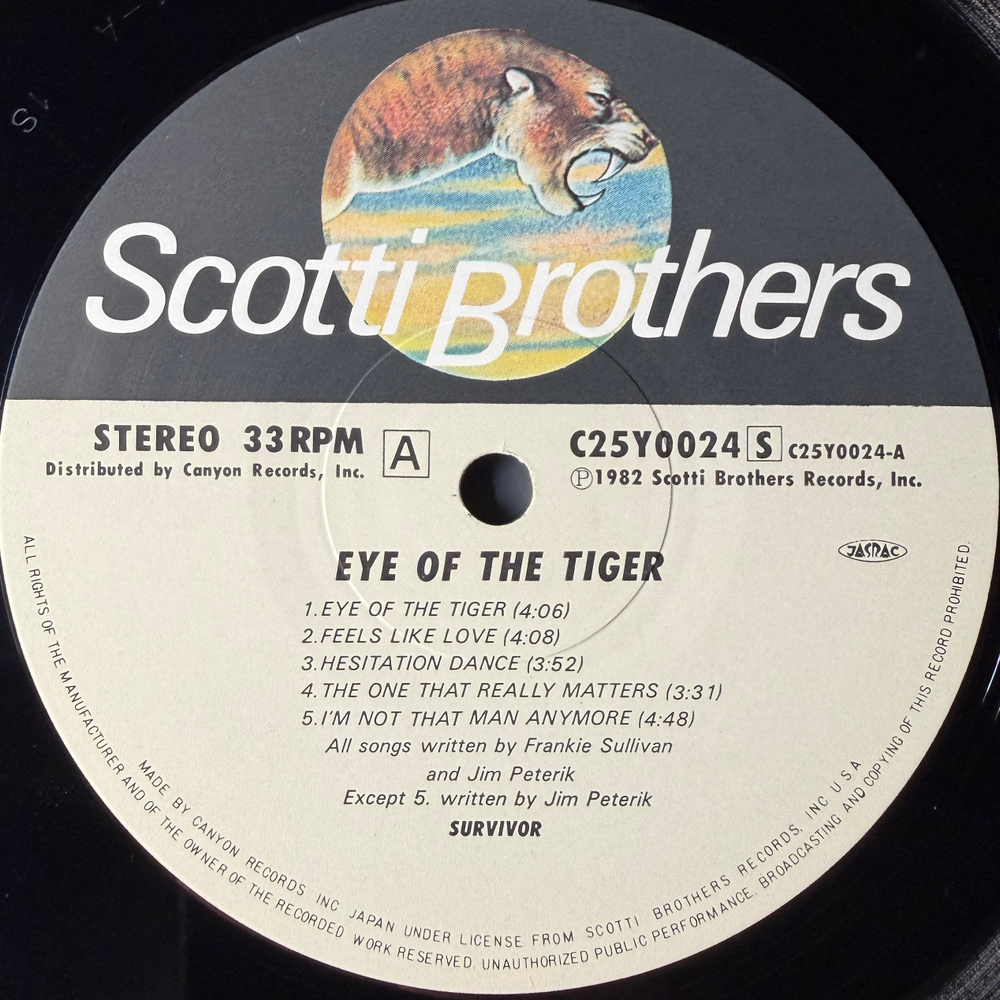 Scotti Brothers
STEREO 33RPM
Distributed by Canyon Records, Inc.
A
C25Y0024 S C25Y0024-A
Ⓟ1982 Scotti Brothers Records, Inc.
JASRAC
EYE OF THE TIGER
1.EYE OF THE TIGER (4:06)
2.FEELS LIKE LOVE (4:08)
3.HESITATION DANCE (3:52)
4.THE ONE THAT REALLY MATTERS (3:31)
5.I'M NOT THAT MAN ANYMORE (4:48)
All songs written by Frankie Sullivan
and Jim Peterik
Except 5. written by Jim Peterik
SURVIVOR
MADE BY CANYON RECORDS INC JAPAN UNDER LICENSE FROM SCOTTI BROTHERS RECORDS, INC U.S.A
ALL RIGHTS OF THE MANUFACTURER AND OF THE OWNER OF THE RECORDED WORK RESERVED. UNAUTHORIZED PUBLIC PERFORMANCE, BROADCASTING AND COPYING OF THIS RECORD PROHIBITED.